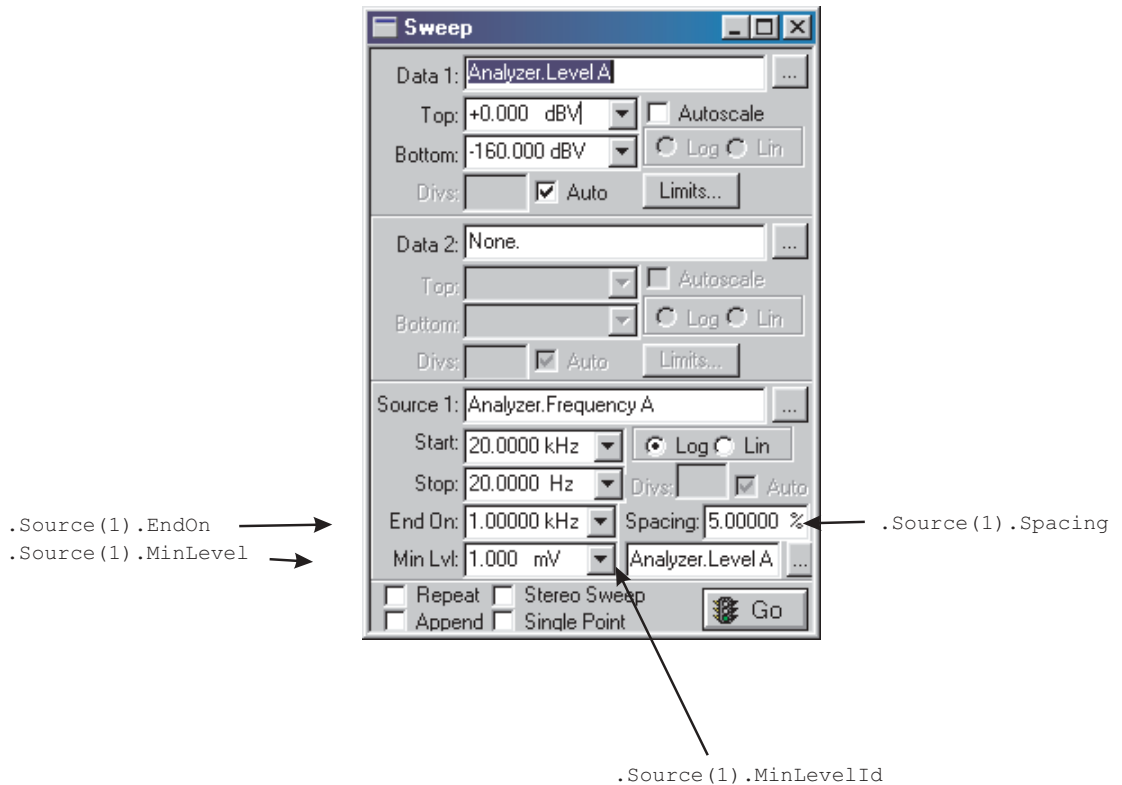 Sweep
Data 1: Analyzer.Level A ...
Top: +0.000 dBV Autoscale
Bottom: -160.000 dBV Log Lin
Divs: Auto Limits...
Data 2: None. ...
Top: Autoscale
Bottom: Log Lin
Divs: Auto Limits...
Source 1: Analyzer.Frequency A ...
Start: 20.0000 kHz Log Lin
Stop: 20.0000 Hz Divs: Auto
.Source(1).EndOn End On: 1.00000 kHz Spacing: 5.00000 % .Source(1).Spacing
.Source(1).MinLevel Min Lvl: 1.000 mV Analyzer.Level A ...
Repeat Stereo Sweep
Append Single Point Go
.Source(1).MinLevelId